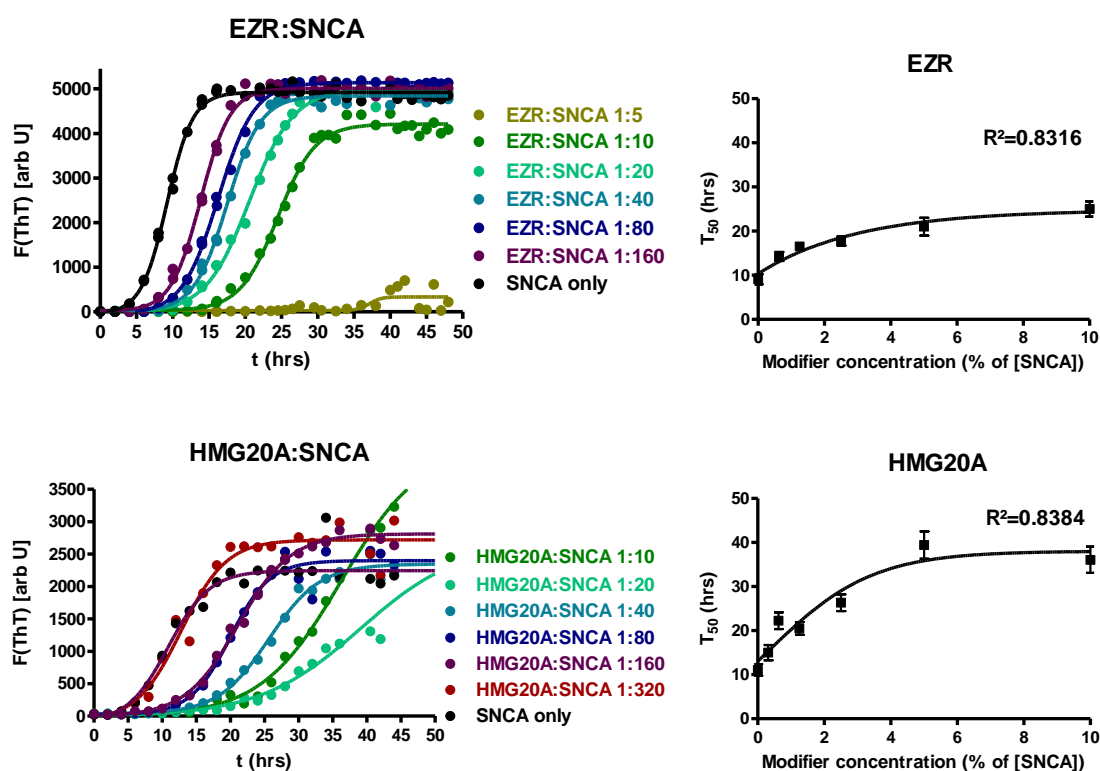 EZR:SNCA
F(ThT) [arb U]
5000
4000
3000
2000
1000
0
0 5 10 15 20 25 30 35 40 45 50
t (hrs)
EZR:SNCA 1:5
EZR:SNCA 1:10
EZR:SNCA 1:20
EZR:SNCA 1:40
EZR:SNCA 1:80
EZR:SNCA 1:160
SNCA only
EZR
R²=0.8316
T50 (hrs)
50
40
30
20
10
0
0 2 4 6 8 10
Modifier concentration (% of [SNCA])
HMG20A:SNCA
F(ThT) [arb U]
3500
3000
2500
2000
1500
1000
500
0
0 5 10 15 20 25 30 35 40 45 50
t (hrs)
HMG20A:SNCA 1:10
HMG20A:SNCA 1:20
HMG20A:SNCA 1:40
HMG20A:SNCA 1:80
HMG20A:SNCA 1:160
HMG20A:SNCA 1:320
SNCA only
HMG20A
R²=0.8384
T50 (hrs)
50
40
30
20
10
0
0 2 4 6 8 10
Modifier concentration (% of [SNCA])